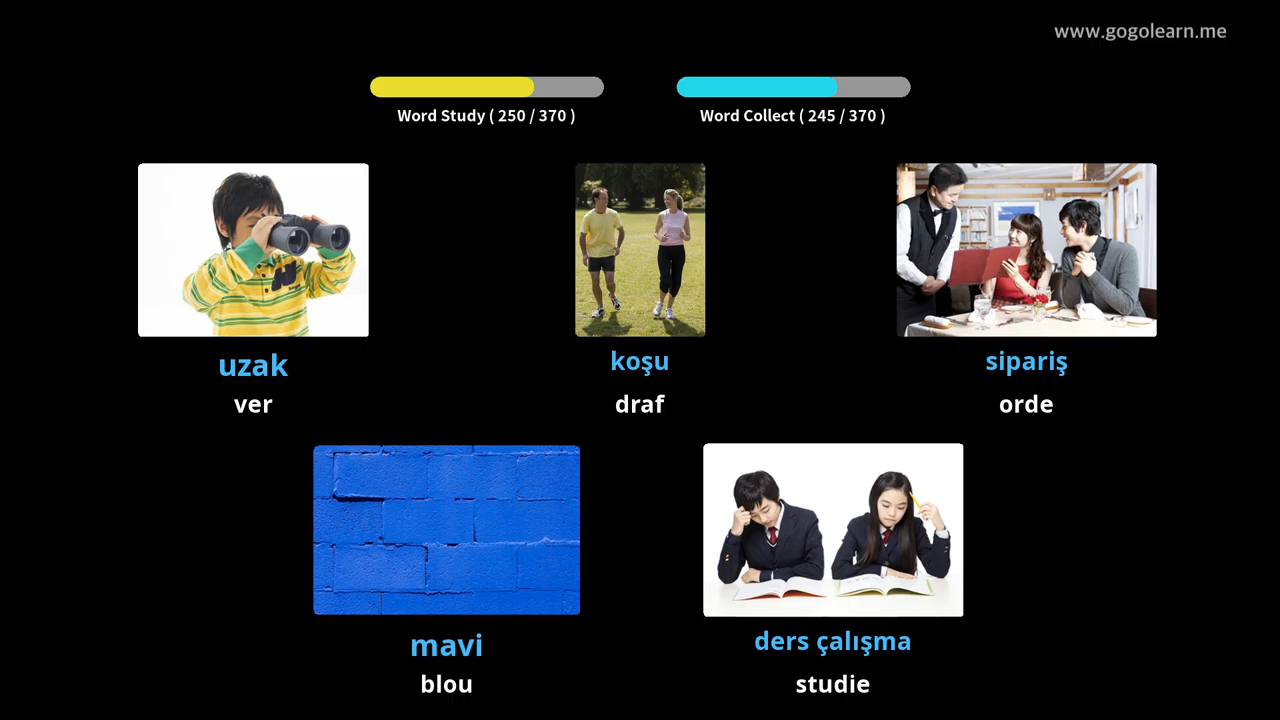 www.gogolearn.me
Word Study ( 250 / 370 )
Word Collect ( 245 / 370 )
uzak
ver
koşu
draf
sipariş
orde
mavi
blou
ders çalışma
studie